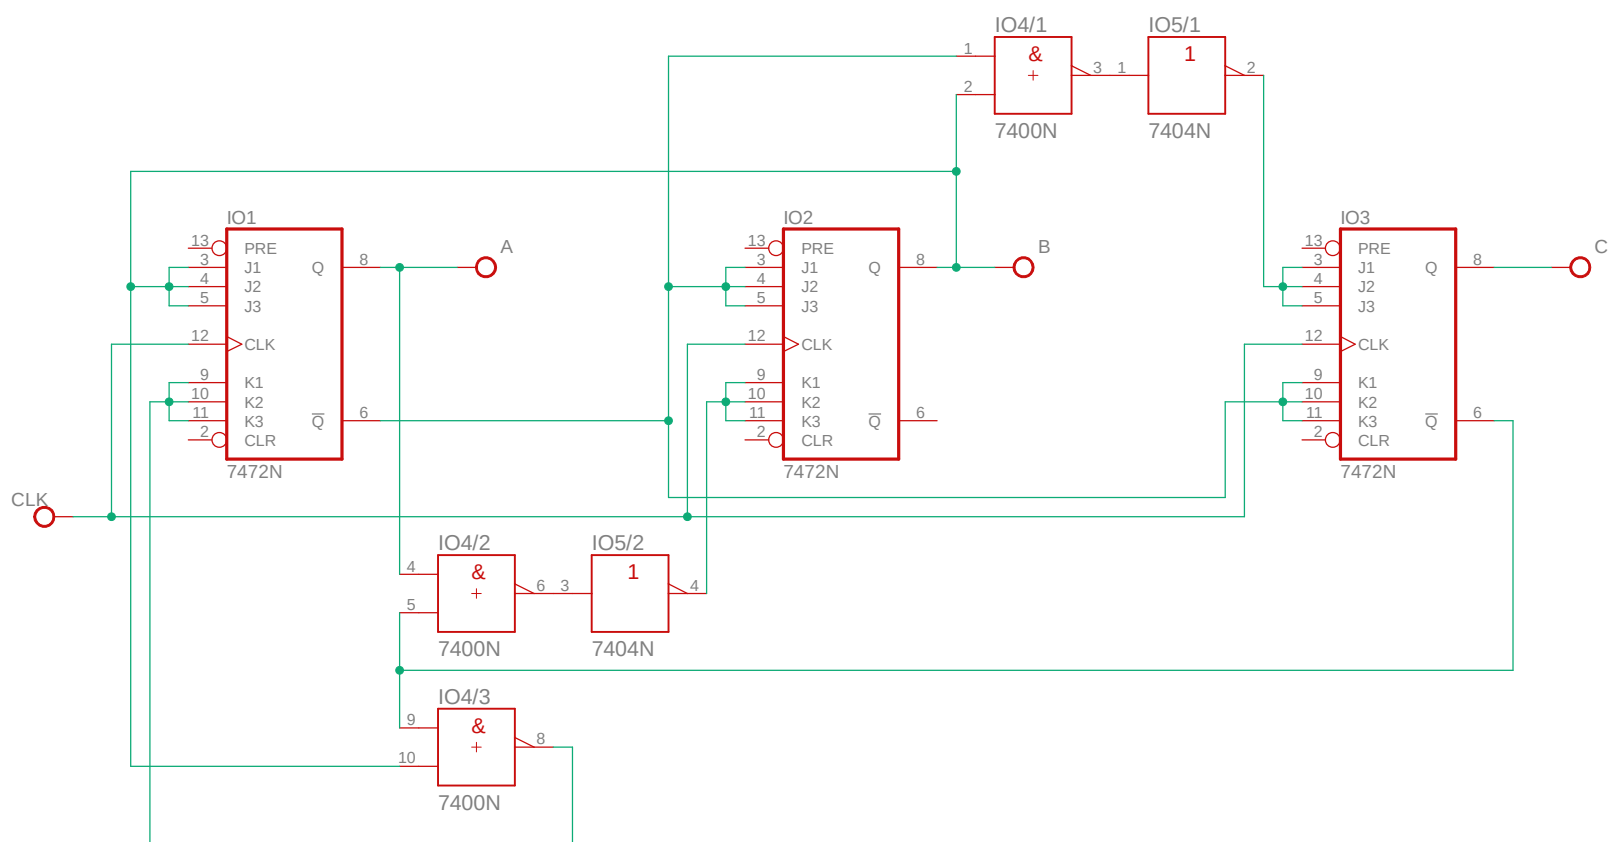 IO4/1 IO5/1
1 & 3 1 1 2
2
7400N 7404N
IO1 IO2 IO3
13 PRE 13 PRE 13 PRE
3 J1 Q 8 A 3 J1 Q 8 B 3 J1 Q 8 C
4 J2 4 J2 4 J2
5 J3 5 J3 5 J3
12 CLK 12 CLK 12 CLK
9 K1 9 K1 9 K1
10 K2 10 K2 10 K2
11 K3 Q 6 11 K3 Q 6 11 K3 Q 6
2 CLR 2 CLR 2 CLR
7472N 7472N 7472N
CLK
IO4/2 IO5/2
4 & 6 3 1 4
5
7400N 7404N
IO4/3
9 & 8
10
7400N